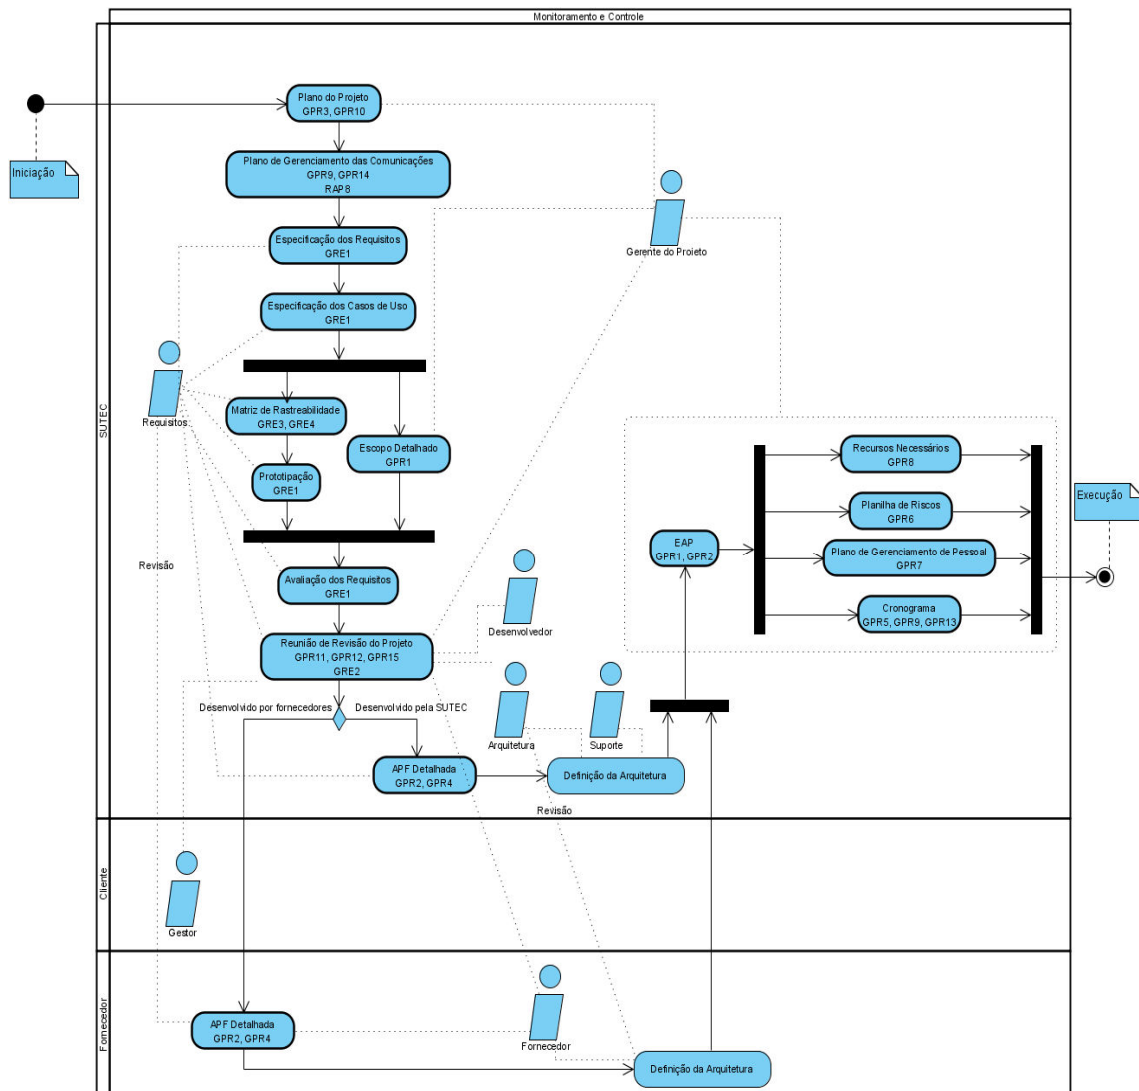 Monitoramento e Controle
SUTEC
Iniciação
Plano do Projeto
GPR3, GPR10
Plano de Gerenciamento das Comunicações
GPR9, GPR14
RAP8
Especificação dos Requisitos
GRE1
Gerente do Projeto
Especificação dos Casos de Uso
GRE1
Requisitos
Matriz de Rastreabilidade
GRE3, GRE4
Escopo Detalhado
GPR1
Prototipação
GRE1
Revisão
Avaliação dos Requisitos
GRE1
Reunião de Revisão do Projeto
GPR11, GPR12, GPR15
GRE2
Desenvolvedor
Desenvolvido por fornecedores
Desenvolvido pela SUTEC
Arquitetura
Suporte
APF Detalhada
GPR2, GPR4
Definição da Arquitetura
Revisão
EAP
GPR1, GPR2
Recursos Necessários
GPR8
Planilha de Riscos
GPR6
Plano de Gerenciamento de Pessoal
GPR7
Cronograma
GPR5, GPR9, GPR13
Execução
Cliente
Gestor
Fornecedor
APF Detalhada
GPR2, GPR4
Fornecedor
Definição da Arquitetura